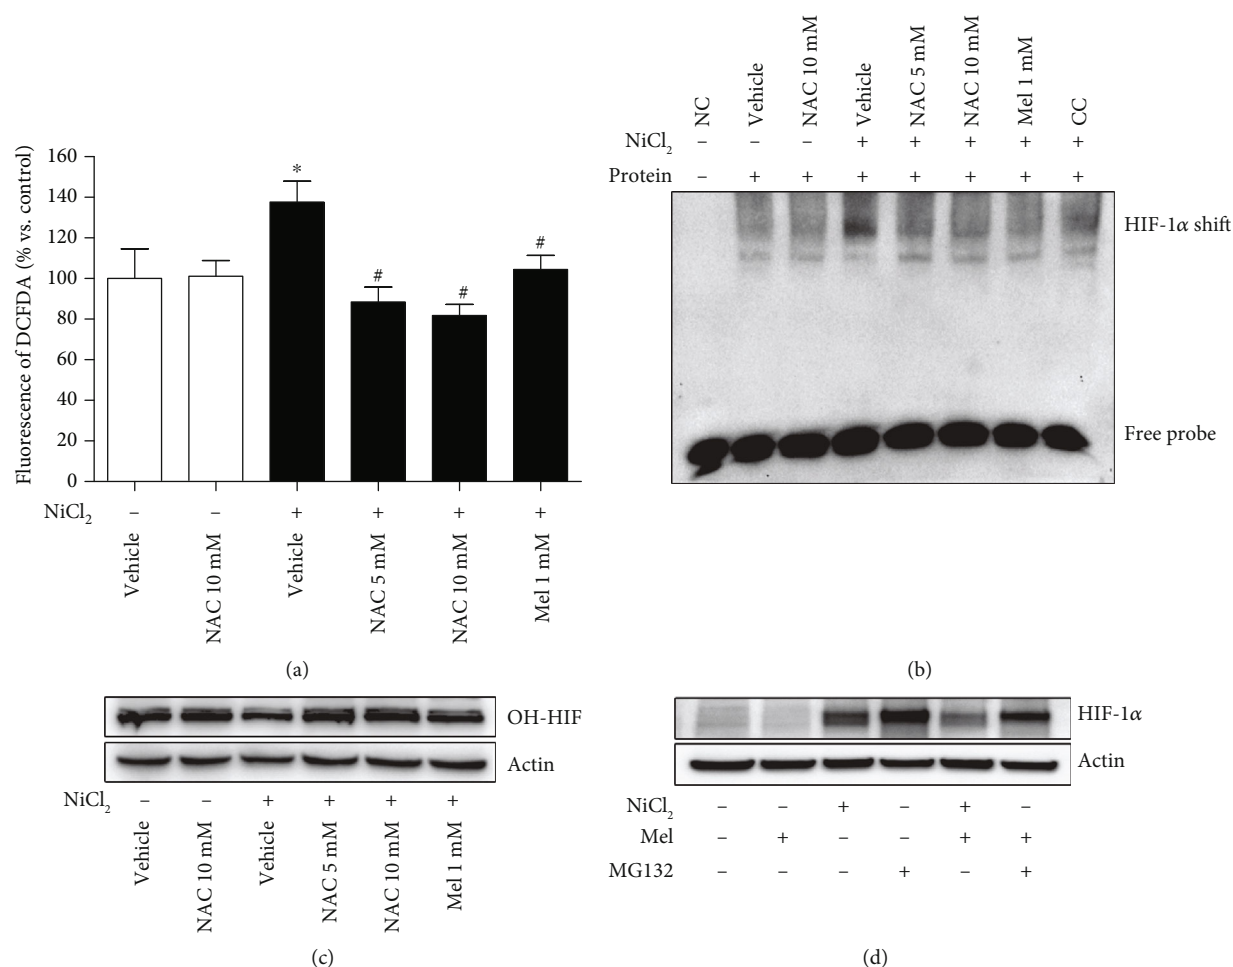 Fluorescence of DCFDA (% vs. control)
160
140
120
100
80
60
40
20
0
*
#
#
#
NiCl2 – – + + + +
Vehicle
NAC 10 mM
Vehicle
NAC 5 mM
NAC 10 mM
Mel 1 mM
(a)
NC
Vehicle
NAC 10 mM
Vehicle
NAC 5 mM
NAC 10 mM
Mel 1 mM
CC
NiCl2 – – – + + + + +
Protein – + + + + + + +
HIF-1α shift
Free probe
(b)
OH-HIF
Actin
NiCl2 – – + + + +
Vehicle
NAC 10 mM
Vehicle
NAC 5 mM
NAC 10 mM
Mel 1 mM
(c)
HIF-1α
Actin
NiCl2 – – + – + –
Mel – + – – + +
MG132 – – – + – +
(d)